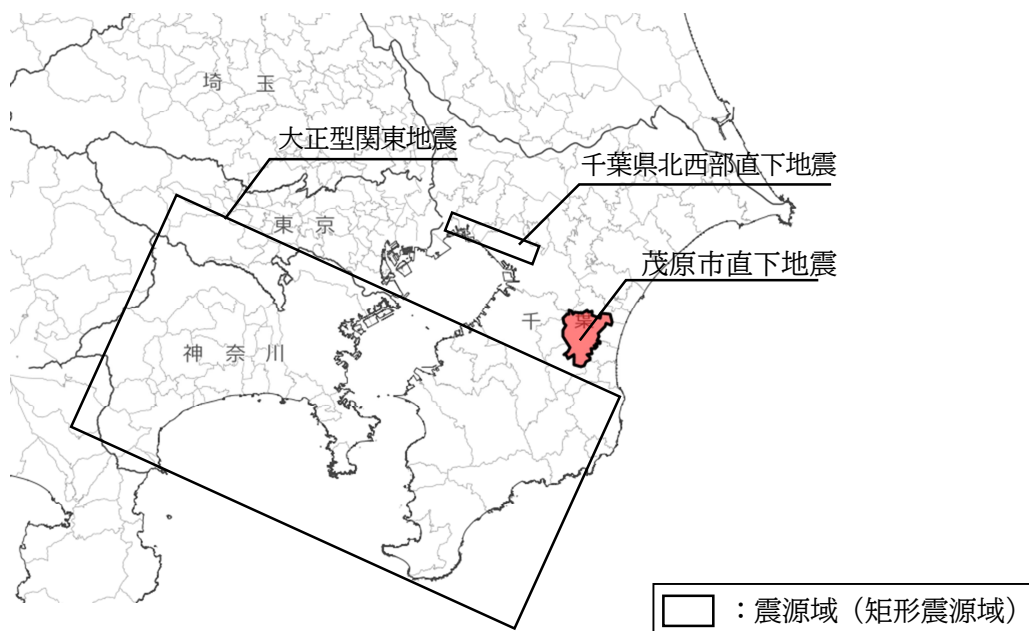 埼玉
大正型関東地震
千葉県北西部直下地震
東京
茂原市直下地震
千葉
神奈川
：震源域（矩形震源域）